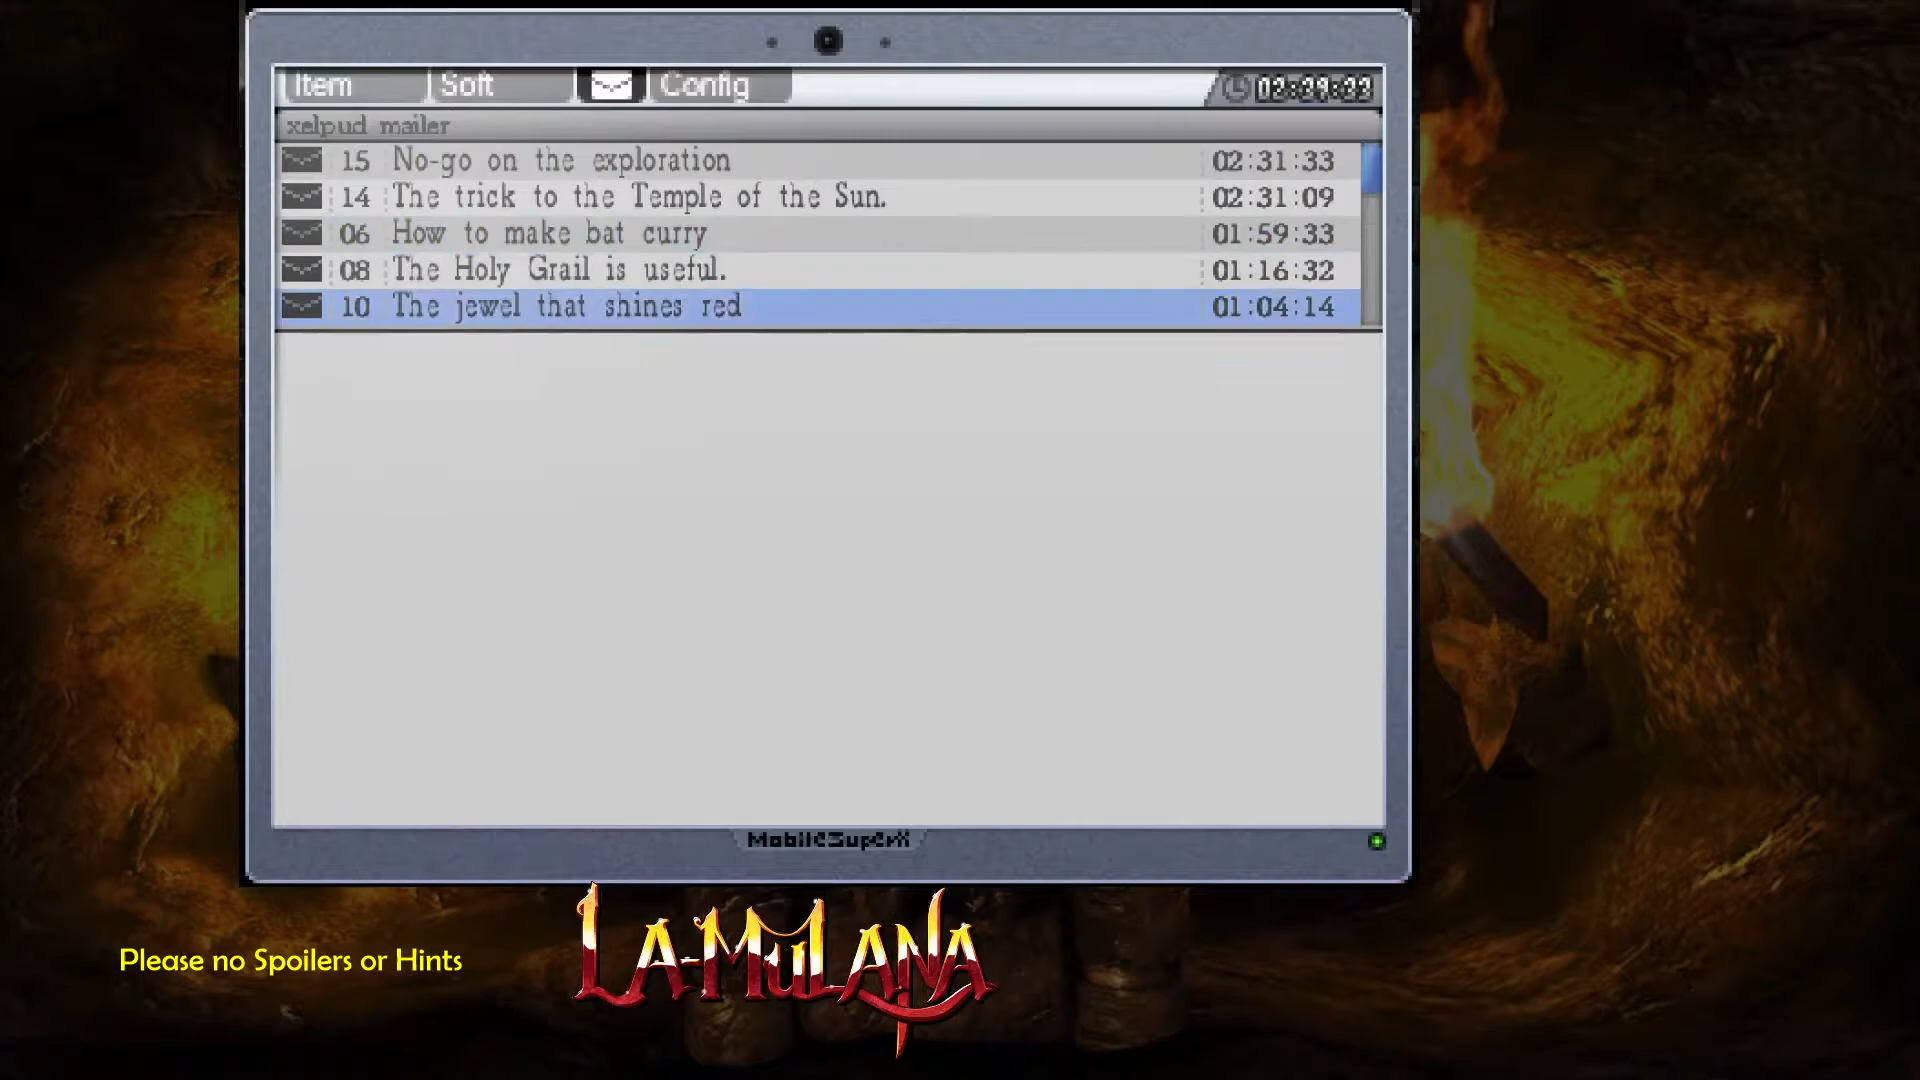 Item Soft Config
xelpud mailer
15 No-go on the exploration 02:31:33
14 The trick to the Temple of the Sun. 02:31:09
06 How to make bat curry 01:59:33
08 The Holy Grail is useful. 01:16:32
10 The jewel that shines red 01:04:14
MobileSuperX
Please no Spoilers or Hints
LA-MULANA